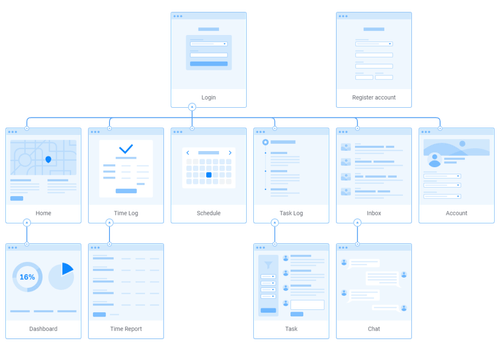 Login
Register account
Home
Time Log
Schedule
Task Log
Inbox
Account
16%
Dashboard
Time Report
Task
Chat